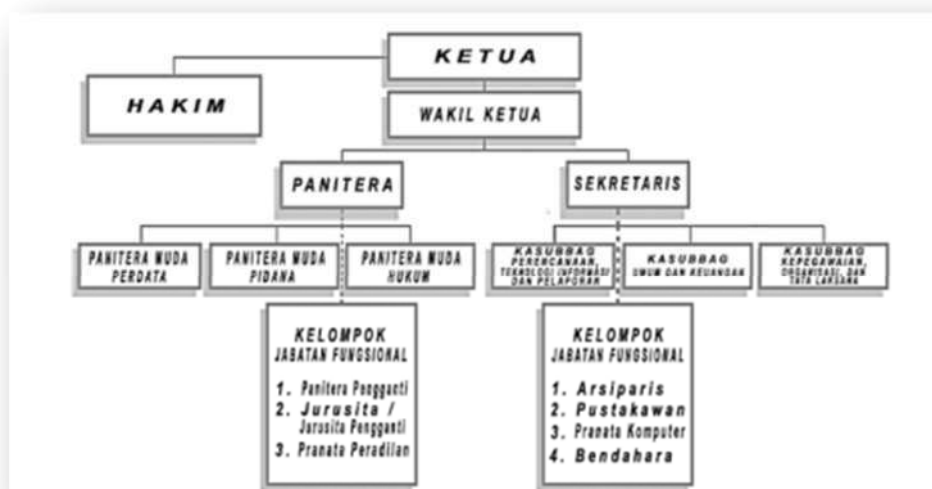 KETUA
HAKIM
WAKIL KETUA
PANITERA
SEKRETARIS
PANITERA MUDA
PERDATA
PANITERA MUDA
PIDANA
PANITERA MUDA
HUKUM
KASUBBAG
PERENCANAAN,
TEKNOLOGI INFORMASI
DAN PELAPORAN
KASUBBAG
UMUM DAN KEUANGAN
KASUBBAG
KEPEGAWAIAN,
ORGANISASI, DAN
TATA LAKSANA
KELOMPOK
JABATAN FUNGSIONAL
1. Panitera Pengganti
2. Jurusita /
Jurusita Pengganti
3. Pranata Peradilan
KELOMPOK
JABATAN FUNGSIONAL
1. Arsiparis
2. Pustakawan
3. Pranata Komputer
4. Bendahara